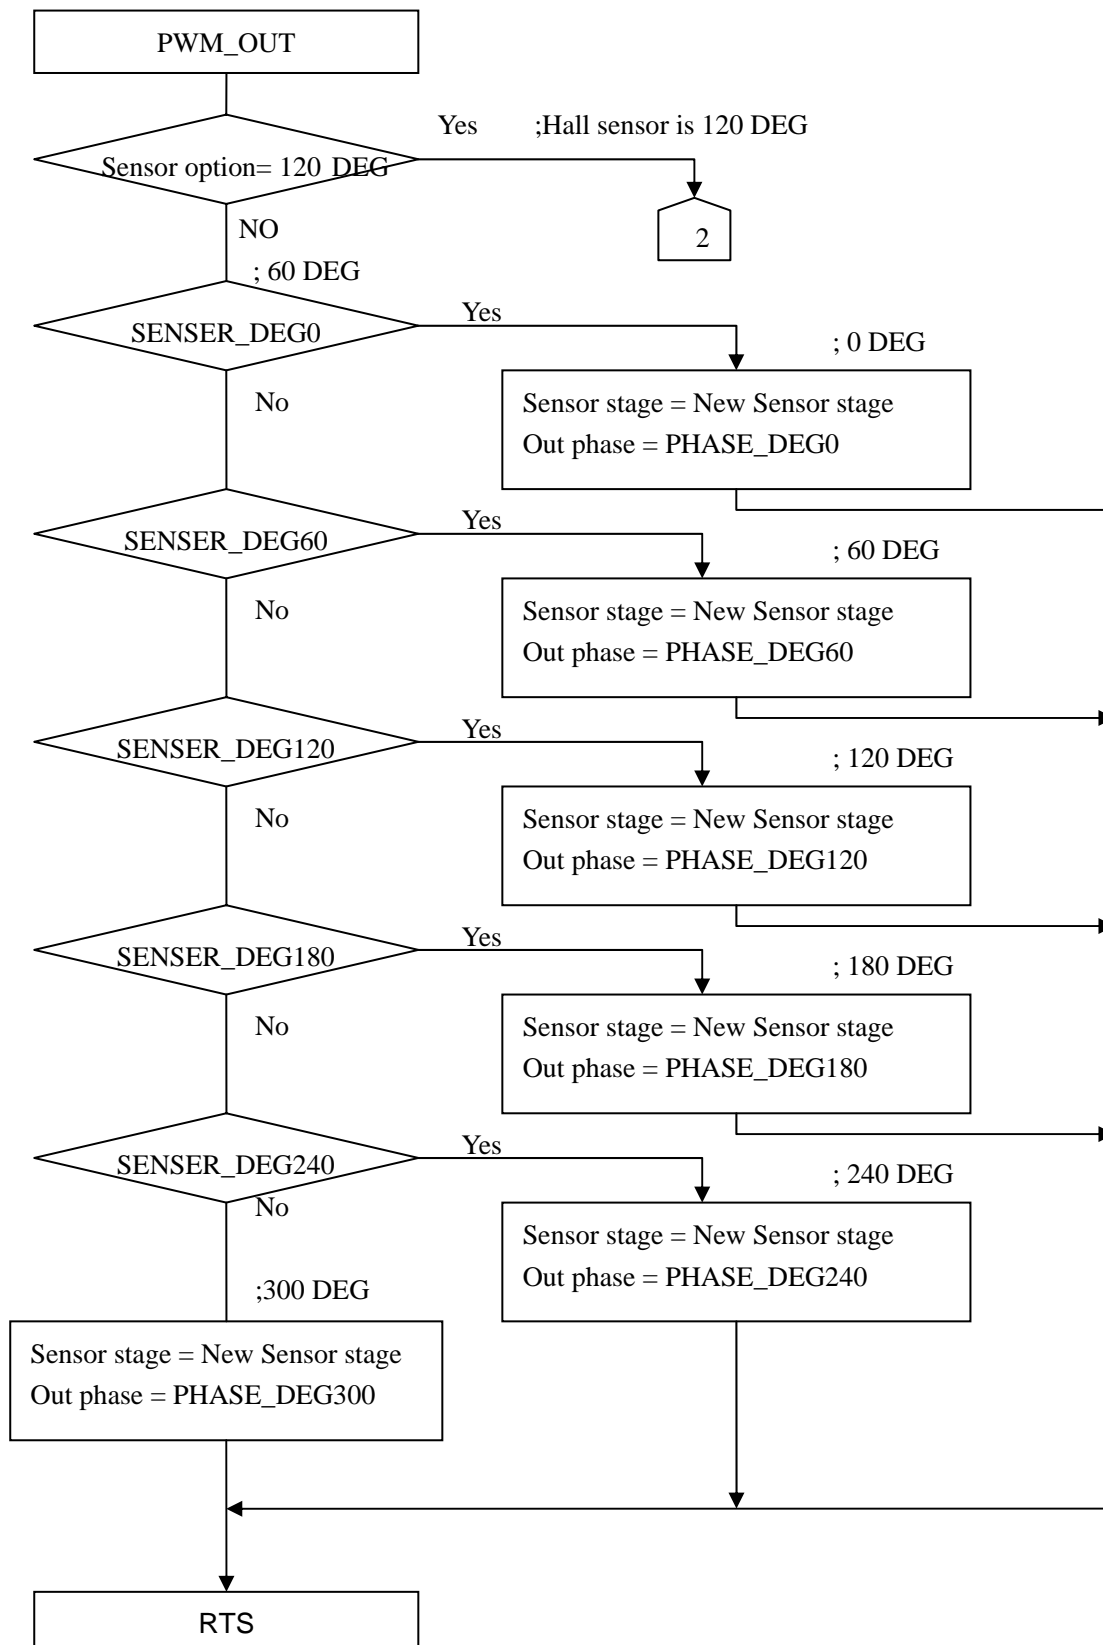 PWM_OUT
Yes ;Hall sensor is 120 DEG
Sensor option= 120 DEG
2
NO
; 60 DEG
SENSER_DEG0
Yes
; 0 DEG
No
Sensor stage = New Sensor stage
Out phase = PHASE_DEG0
SENSER_DEG60
Yes
; 60 DEG
No
Sensor stage = New Sensor stage
Out phase = PHASE_DEG60
SENSER_DEG120
Yes
; 120 DEG
No
Sensor stage = New Sensor stage
Out phase = PHASE_DEG120
SENSER_DEG180
Yes
; 180 DEG
No
Sensor stage = New Sensor stage
Out phase = PHASE_DEG180
SENSER_DEG240
Yes
; 240 DEG
No
Sensor stage = New Sensor stage
Out phase = PHASE_DEG240
;300 DEG
Sensor stage = New Sensor stage
Out phase = PHASE_DEG300
RTS